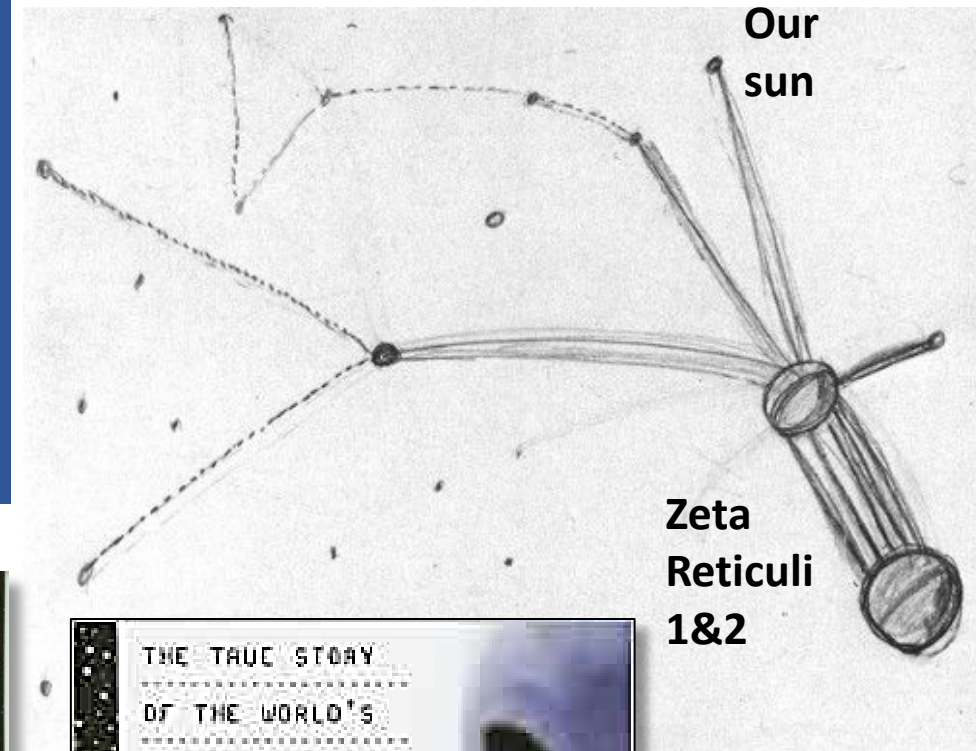 Our
sun
Zeta
Reticuli
1&2
THE TRUE STORY
OF THE WORLD'S